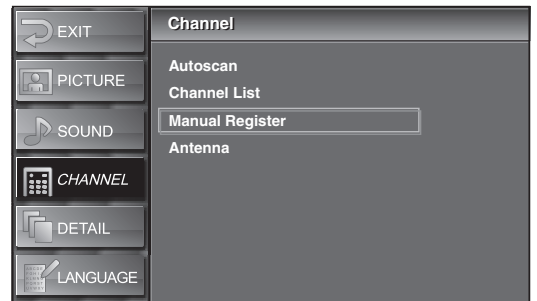 EXIT
PICTURE
SOUND
CHANNEL
DETAIL
LANGUAGE
Channel
Autoscan
Channel List
Manual Register
Antenna